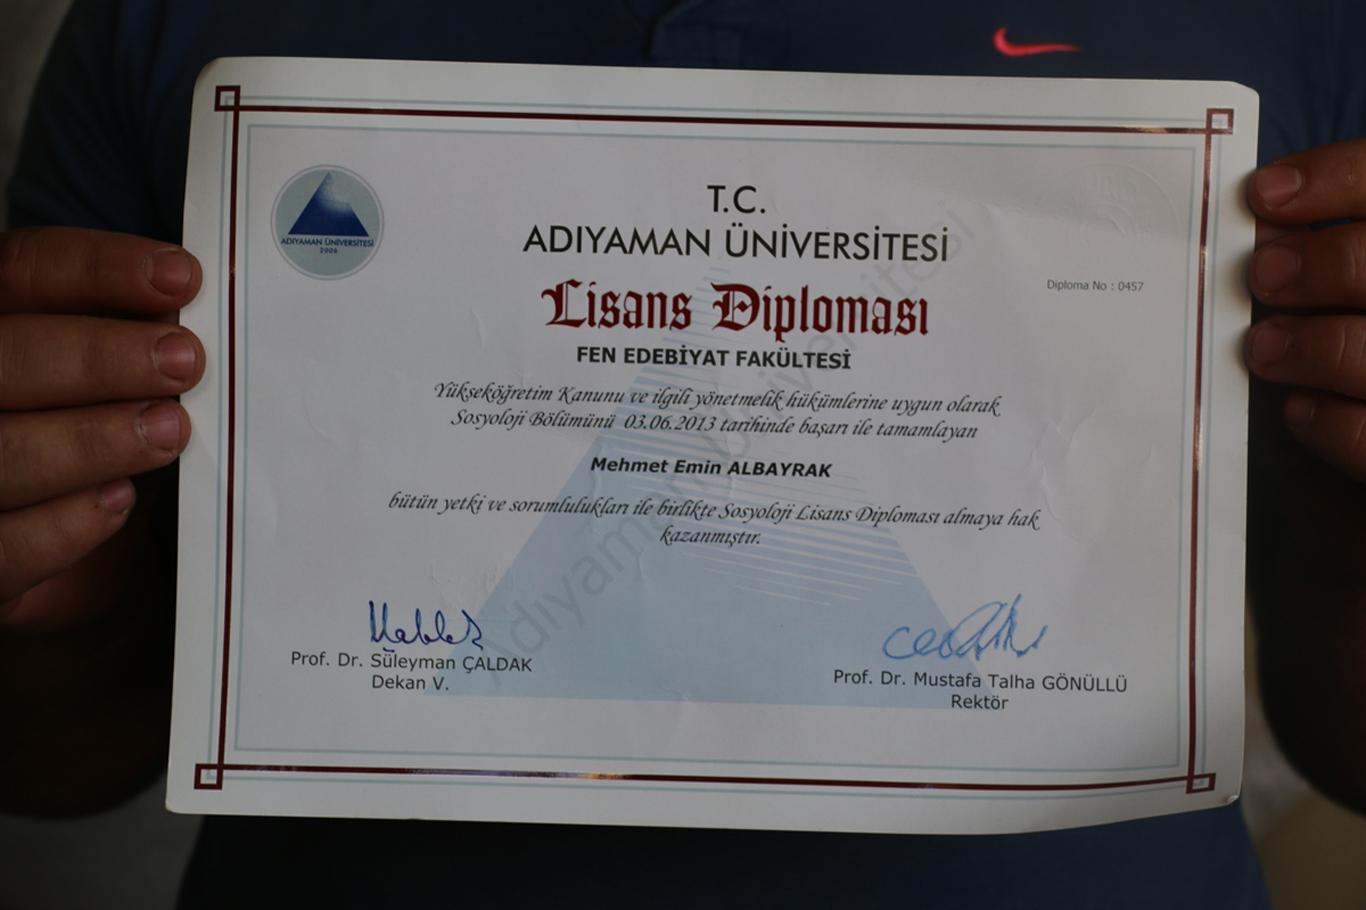 T.C.
ADIYAMAN ÜNİVERSİTESİ
ADIYAMAN ÜNİVERSİTESİ
2006
Diploma No : 0457
Lisans Diploması
FEN EDEBİYAT FAKÜLTESİ
Yükseköğretim Kanunu ve ilgili yönetmelik hükümlerine uygun olarak
Sosyoloji Bölümünü 03.06.2013 tarihinde başarı ile tamamlayan
Mehmet Emin ALBAYRAK
bütün yetki ve sorumlulukları ile birlikte Sosyoloji Lisans Diploması almaya hak
kazanmıştır.
Adıyaman Üniversitesi
Prof. Dr. Süleyman ÇALDAK
Dekan V.
Prof. Dr. Mustafa Talha GÖNÜLLÜ
Rektör